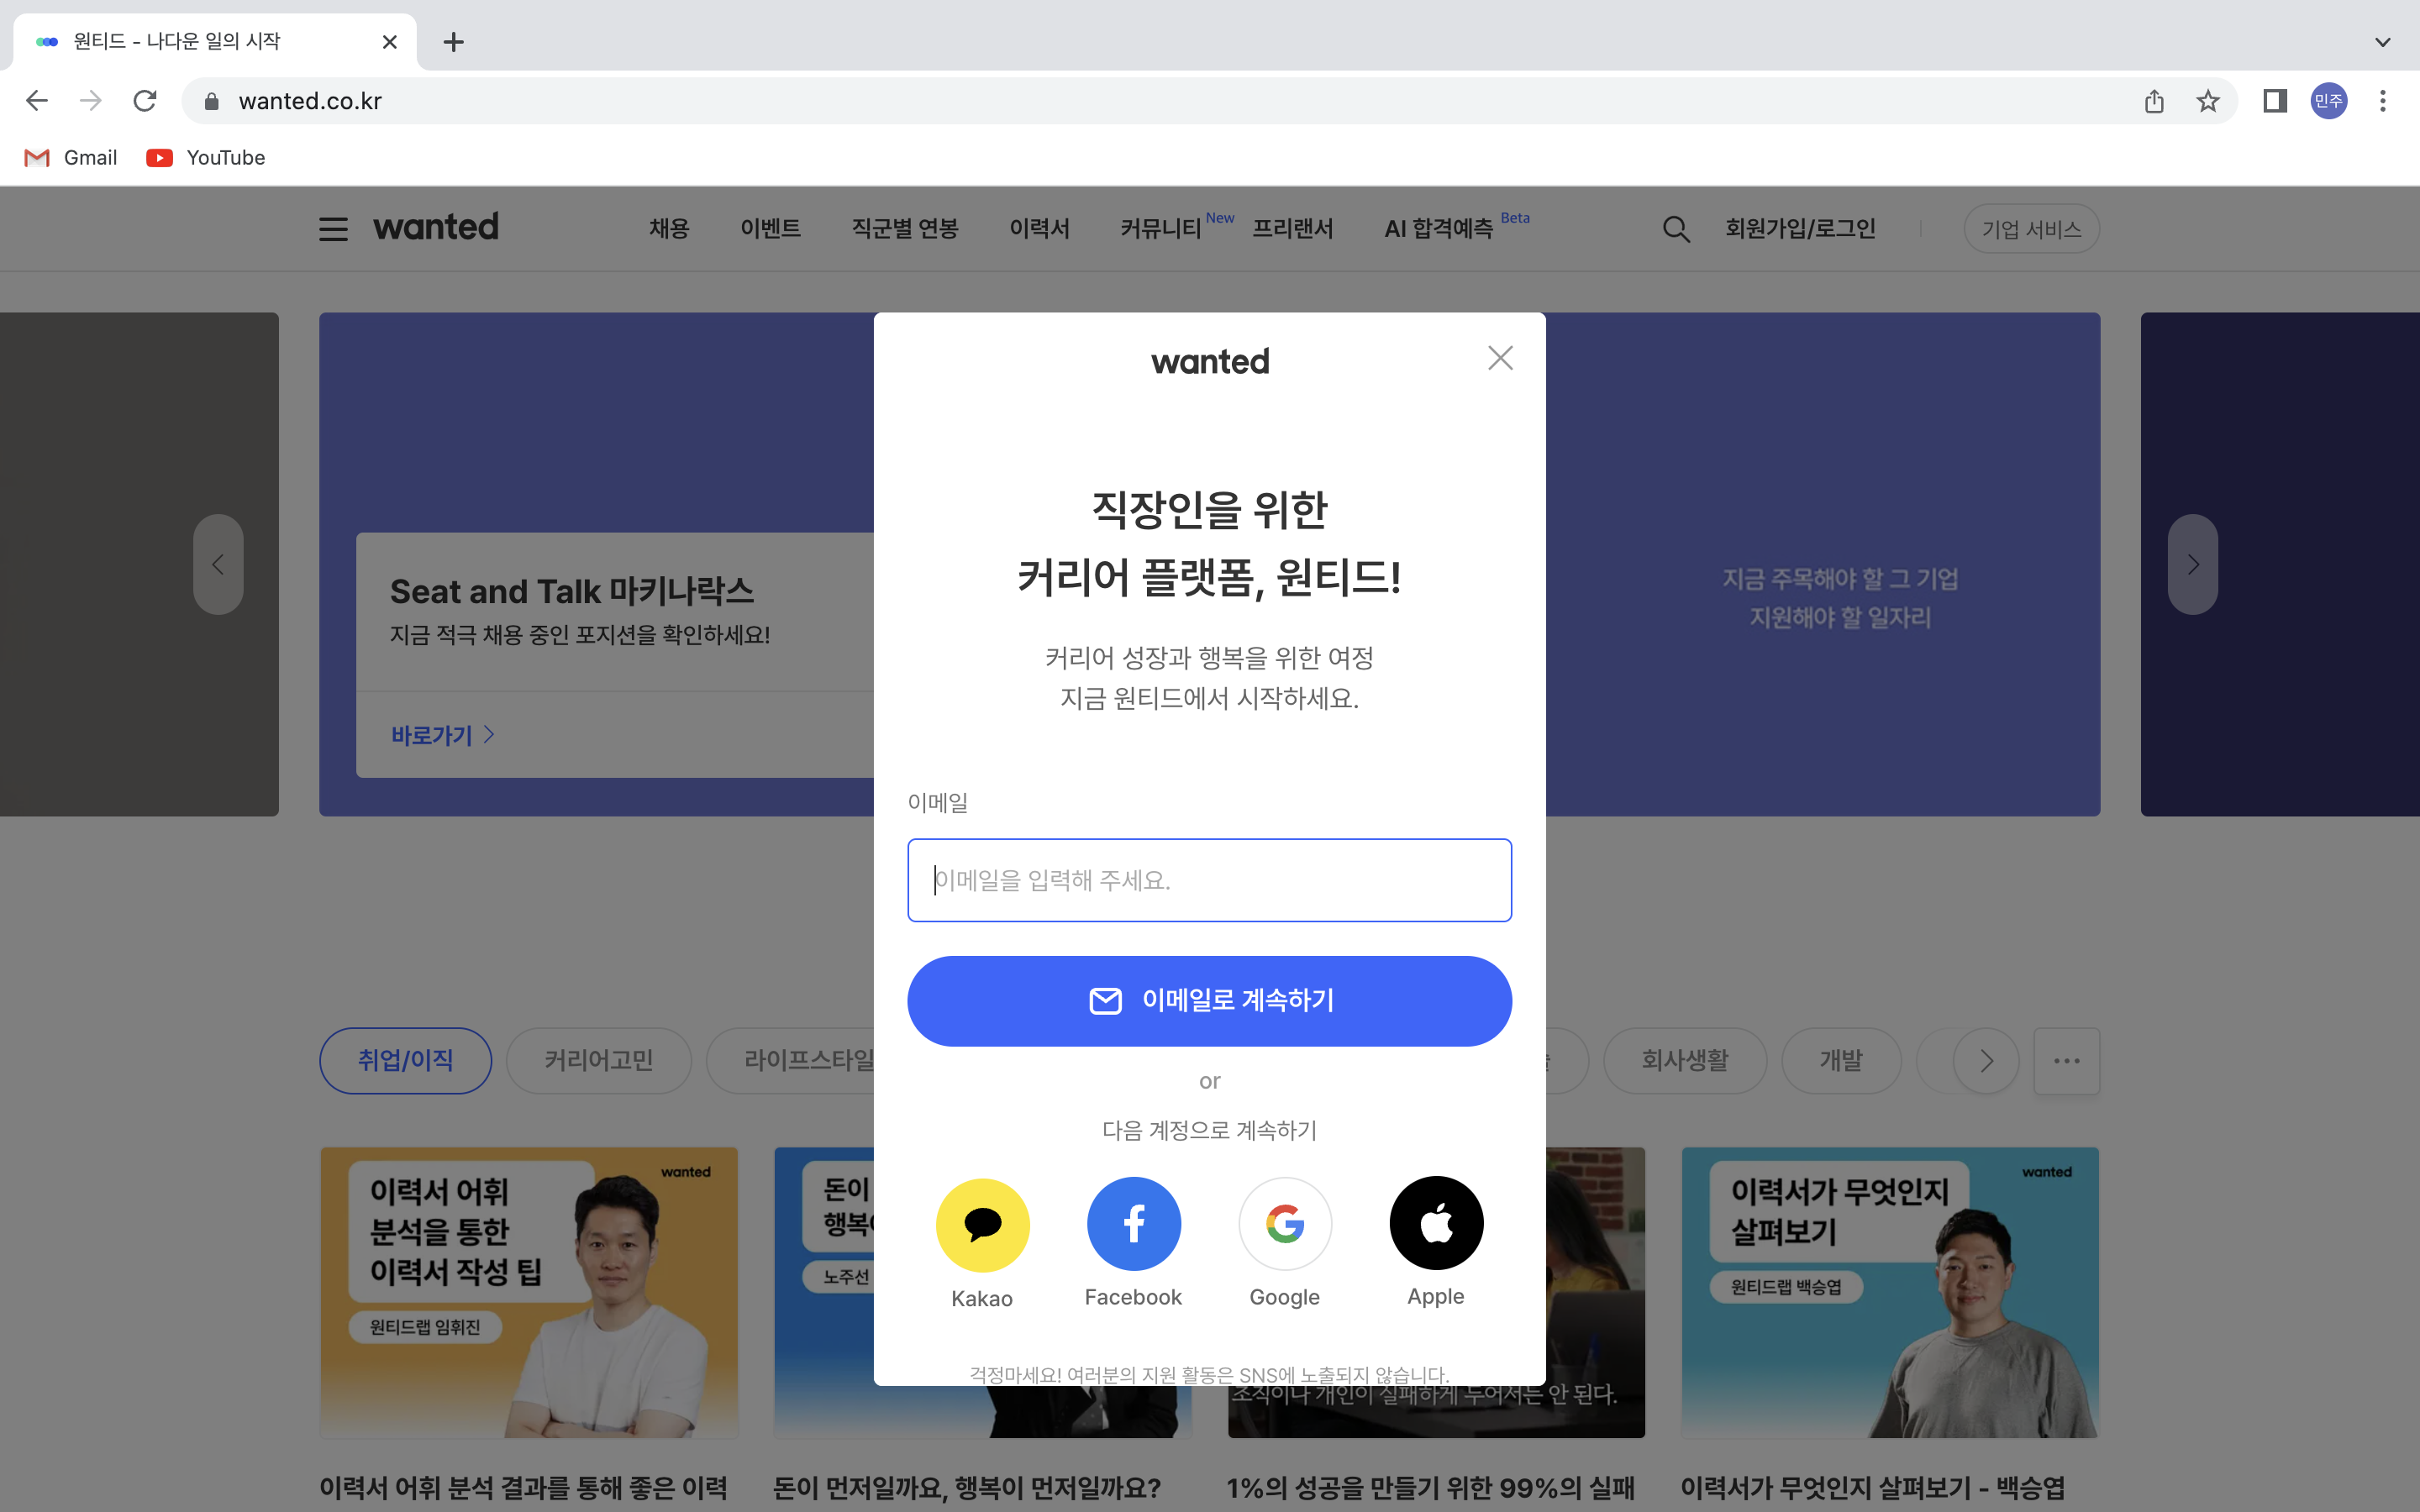 원티드 - 나다운 일의 시작
wanted.co.kr
민주
Gmail
YouTube
wanted
채용
이벤트
직군별 연봉
이력서
커뮤니티 New
프리랜서
AI 합격예측 Beta
회원가입/로그인
기업 서비스
wanted
직장인을 위한
커리어 플랫폼, 원티드!
커리어 성장과 행복을 위한 여정
지금 원티드에서 시작하세요.
이메일
이메일을 입력해 주세요.
이메일로 계속하기
or
다음 계정으로 계속하기
Kakao
Facebook
Google
Apple
걱정마세요! 여러분의 지원 활동은 SNS에 노출되지 않습니다.
Seat and Talk 마키나락스
지금 적극 채용 중인 포지션을 확인하세요!
바로가기
지금 주목해야 할 그 기업
지원해야 할 일자리
취업/이직
커리어고민
라이프스타일
회사생활
개발
wanted
이력서 어휘
분석을 통한
이력서 작성 팁
원티드랩 임휘진
돈이
노주선
조직이나 개인이 실패하게 두어서는 안 된다.
wanted
이력서가 무엇인지
살펴보기
원티드랩 백승엽
이력서 어휘 분석 결과를 통해 좋은 이력
돈이 먼저일까요, 행복이 먼저일까요?
1%의 성공을 만들기 위한 99%의 실패
이력서가 무엇인지 살펴보기 - 백승엽